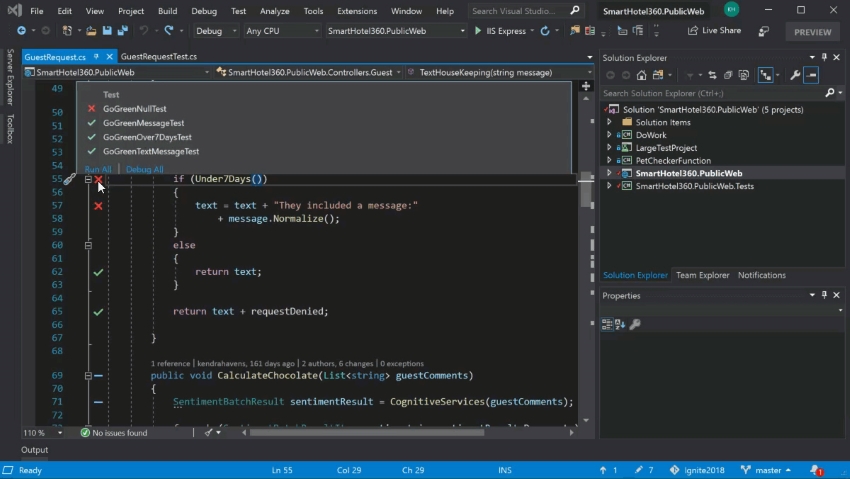 File Edit View Project Build Debug Test Analyze Tools Extensions Window Help Search Visual Studio... SmartHotel360.PublicWeb KH
Debug Any CPU SmartHotel360.PublicWeb IIS Express Live Share PREVIEW
GuestRequest.cs GuestRequestTest.cs
SmartHotel360.PublicWeb SmartHotel360.PublicWeb.Controllers.Guest TextHouseKeeping(string message)
Server Explorer
Toolbox
49
Test
50 GoGreenNullTest
51 GoGreenMessageTest
52 GoGreenOver7DaysTest
53 GoGreenTextMessageTest
54 Run All | Debug All
55 if (Under7Days())
56 {
57 text = text + "They included a message:"
58 + message.Normalize();
59 }
60 else
61 {
62 return text;
63 }
64
65 return text + requestDenied;
66
67 }
68
1 reference | kendrahavens, 161 days ago | 2 authors, 6 changes | 0 exceptions
69 public void CalculateChocolate(List<string> guestComments)
70 {
71 SentimentBatchResult sentimentResult = CognitiveServices(guestComments);
72
110 % No issues found
Solution Explorer
Search Solution Explorer (Ctrl+;)
Solution 'SmartHotel360.PublicWeb' (5 projects)
Solution Items
DoWork
LargeTestProject
PetCheckerFunction
SmartHotel360.PublicWeb
SmartHotel360.PublicWeb.Tests
Solution Explorer Team Explorer Notifications
Properties
Output
Ready Ln 55 Col 29 Ch 29 INS 1 7 Ignite2018 master 1